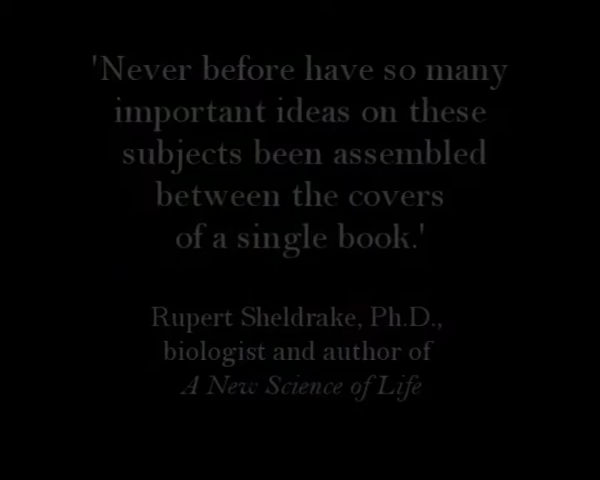 'Never before have so many
important ideas on these
subjects been assembled
between the covers
of a single book.'
Rupert Sheldrake, Ph.D.,
biologist and author of
A New Science of Life